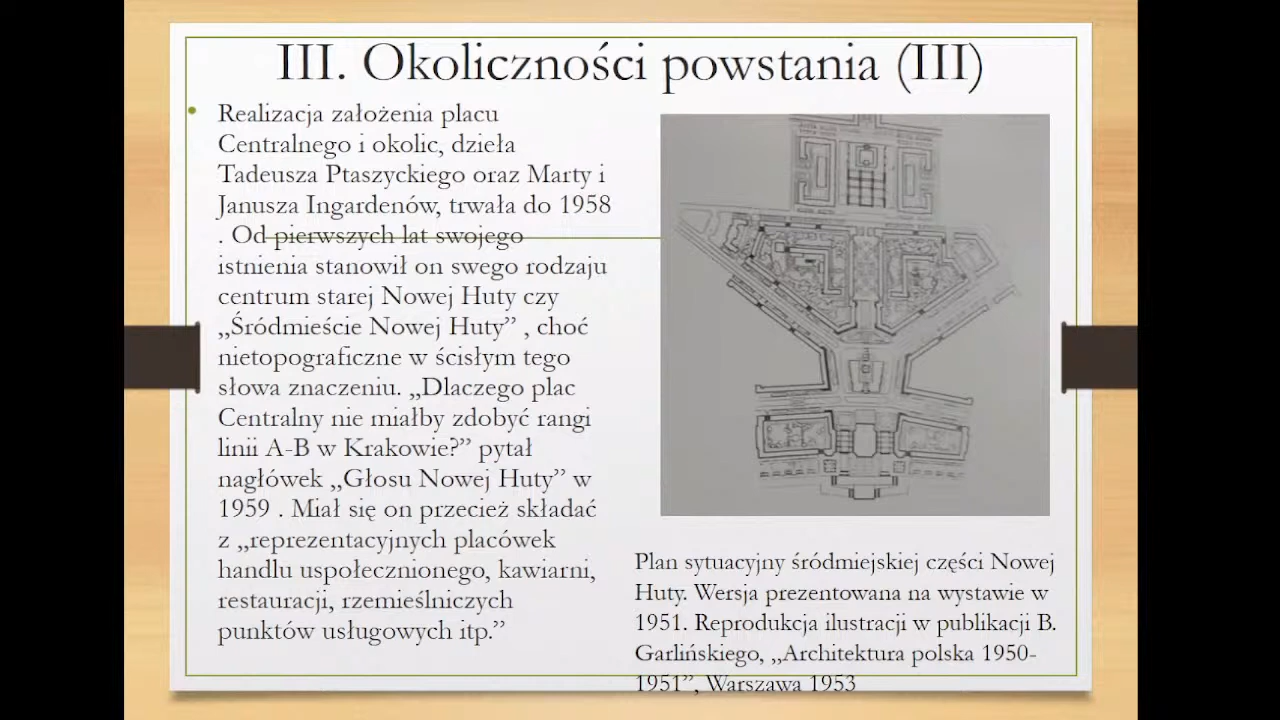 III. Okoliczności powstania (III)
• Realizacja założenia placu
Centralnego i okolic, dzieła
Tadeusza Ptaszyckiego oraz Marty i
Janusza Ingardenów, trwała do 1958
. Od pierwszych lat swojego
istnienia stanowił on swego rodzaju
centrum starej Nowej Huty czy
„Śródmieście Nowej Huty” , choć
nietopograficzne w ścisłym tego
słowa znaczeniu. „Dlaczego plac
Centralny nie miałby zdobyć rangi
linii A-B w Krakowie?” pytał
nagłówek „Głosu Nowej Huty” w
1959 . Miał się on przecież składać
z „reprezentacyjnych placówek
handlu uspołecznionego, kawiarni,
restauracji, rzemieślniczych
punktów usługowych itp.”
Plan sytuacyjny śródmiejskiej części Nowej
Huty. Wersja prezentowana na wystawie w
1951. Reprodukcja ilustracji w publikacji B.
Garlińskiego, „Architektura polska 1950-
1951”, Warszawa 1953